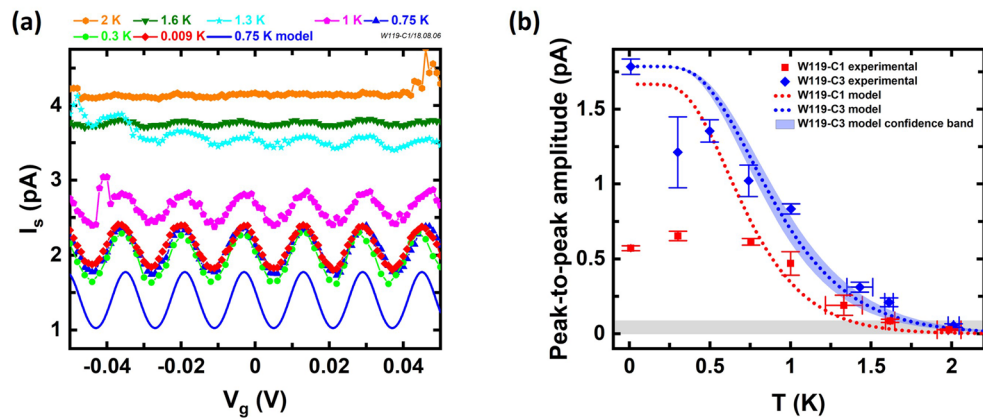 (a)
2 K 1.6 K 1.3 K 1 K 0.75 K
0.3 K 0.009 K 0.75 K model W119-C1/18.08.06
4
3
2
1
I_s (pA)
-0.04 -0.02 0 0.02 0.04
V_g (V)
(b)
W119-C1 experimental
W119-C3 experimental
W119-C1 model
W119-C3 model
W119-C3 model confidence band
1.5
1
0.5
0
Peak-to-peak amplitude (pA)
0 0.5 1 1.5 2
T (K)